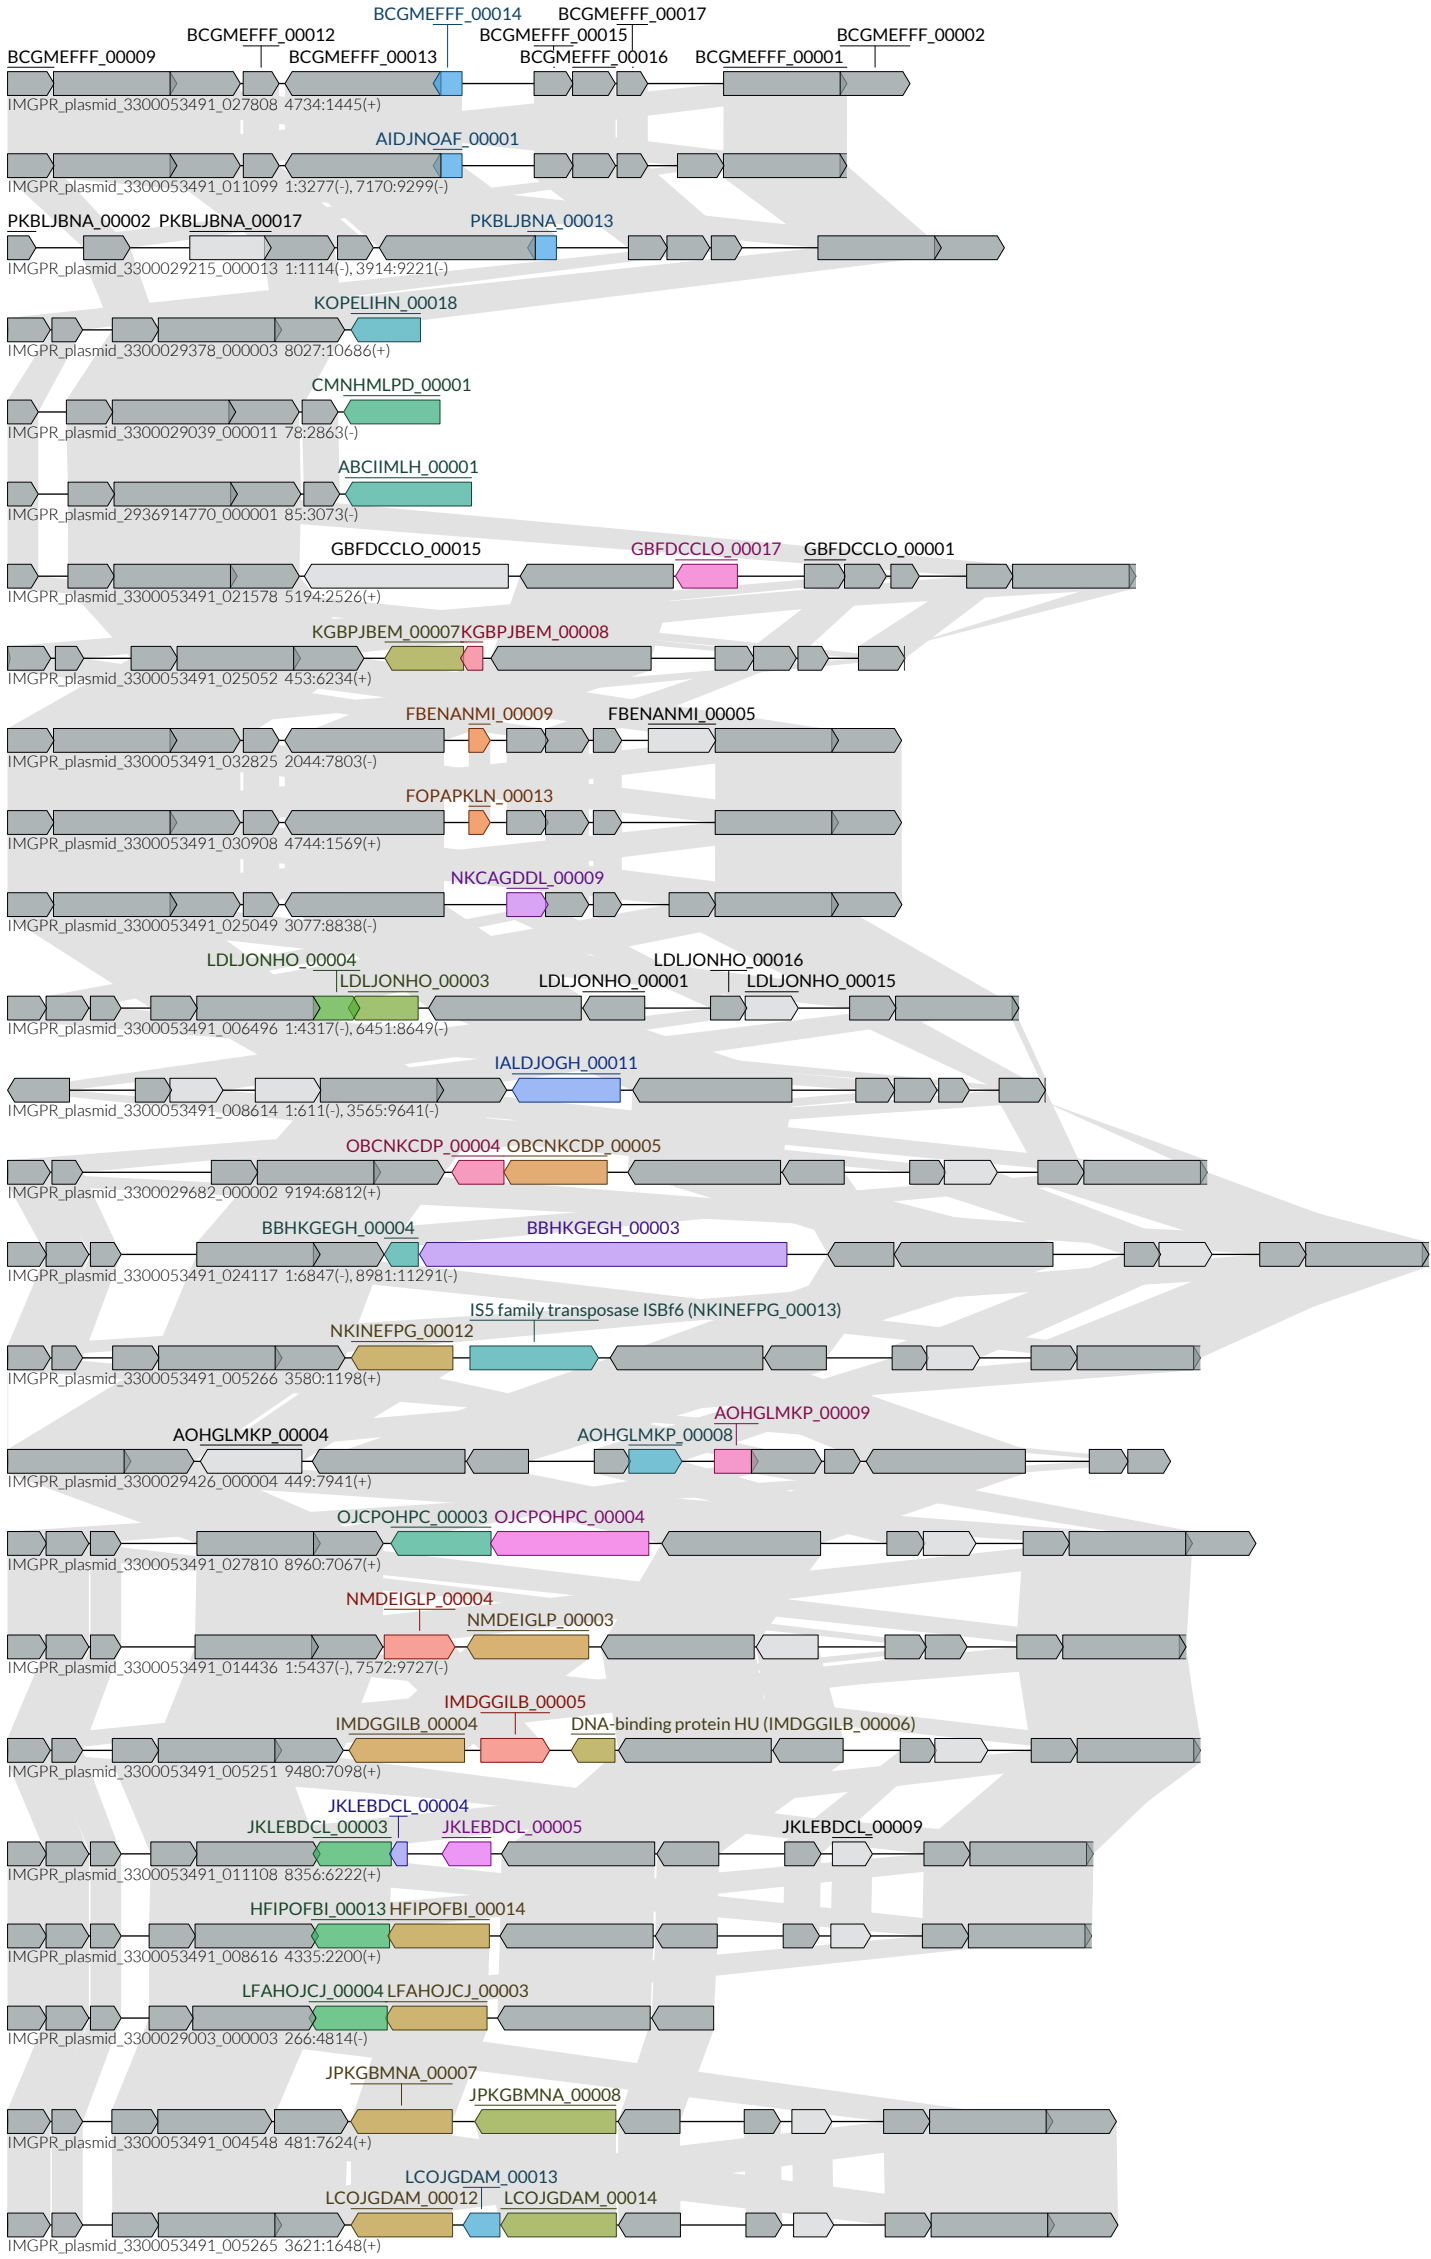 BCGMEFFF_00014
BCGMEFFF_00017
BCGMEFFF_00012
BCGMEFFF_00015
BCGMEFFF_00002
BCGMEFFF_00009
BCGMEFFF_00013
BCGMEFFF_00016
BCGMEFFF_00001
IMGPR_plasmid_3300053491_027808 4734:1445(+)
AIDJNOAF_00001
IMGPR_plasmid_3300053491_011099 1:3277(-), 7170:9299(-)
PKBLJBNA_00002 PKBLJBNA_00017 PKBLJBNA_00013
IMGPR_plasmid_3300029215_000013 1:1114(-), 3914:9221(-)
KOPELIHN_00018
IMGPR_plasmid_3300029378_000003 8027:10686(+)
CMNHMLPD_00001
IMGPR_plasmid_3300029039_000011 78:2863(-)
ABCIIMLH_00001
IMGPR_plasmid_2936914770_000001 85:3073(-)
GBFDCCLO_00015 GBFDCCLO_00017 GBFDCCLO_00001
IMGPR_plasmid_3300053491_021578 5194:2526(+)
KGBPJBEM_00007 KGBPJBEM_00008
IMGPR_plasmid_3300053491_025052 453:6234(+)
FBENANMI_00009 FBENANMI_00005
IMGPR_plasmid_3300053491_032825 2044:7803(-)
FOPAPKLN_00013
IMGPR_plasmid_3300053491_030908 4744:1569(+)
NKCAGDDL_00009
IMGPR_plasmid_3300053491_025049 3077:8838(-)
LDLJONHO_00004 LDLJONHO_00016
LDLJONHO_00003 LDLJONHO_00001 LDLJONHO_00015
IMGPR_plasmid_3300053491_006496 1:4317(-), 6451:8649(-)
IALDJOGH_00011
IMGPR_plasmid_3300053491_008614 1:611(-), 3565:9641(-)
OBCNKCDP_00004 OBCNKCDP_00005
IMGPR_plasmid_3300029682_000002 9194:6812(+)
BBHKGEGH_00004 BBHKGEGH_00003
IMGPR_plasmid_3300053491_024117 1:6847(-), 8981:11291(-)
IS5 family transposase ISBf6 (NKINEFPG_00013)
NKINEFPG_00012
IMGPR_plasmid_3300053491_005266 3580:1198(+)
AOHGLMKP_00009
AOHGLMKP_00004 AOHGLMKP_00008
IMGPR_plasmid_3300029426_000004 449:7941(+)
OJCPOHPC_00003 OJCPOHPC_00004
IMGPR_plasmid_3300053491_027810 8960:7067(+)
NMDEIGLP_00004
NMDEIGLP_00003
IMGPR_plasmid_3300053491_014436 1:5437(-), 7572:9727(-)
IMDGGILB_00005
IMDGGILB_00004 DNA-binding protein HU (IMDGGILB_00006)
IMGPR_plasmid_3300053491_005251 9480:7098(+)
JKLEBDCL_00004
JKLEBDCL_00003 JKLEBDCL_00005 JKLEBDCL_00009
IMGPR_plasmid_3300053491_011108 8356:6222(+)
HFIPOFBI_00013 HFIPOFBI_00014
IMGPR_plasmid_3300053491_008616 4335:2200(+)
LFAHOJCJ_00004 LFAHOJCJ_00003
IMGPR_plasmid_3300029003_000003 266:4814(-)
JPKGBMNA_00007
JPKGBMNA_00008
IMGPR_plasmid_3300053491_004548 481:7624(+)
LCOJGDAM_00013
LCOJGDAM_00012 LCOJGDAM_00014
IMGPR_plasmid_3300053491_005265 3621:1648(+)